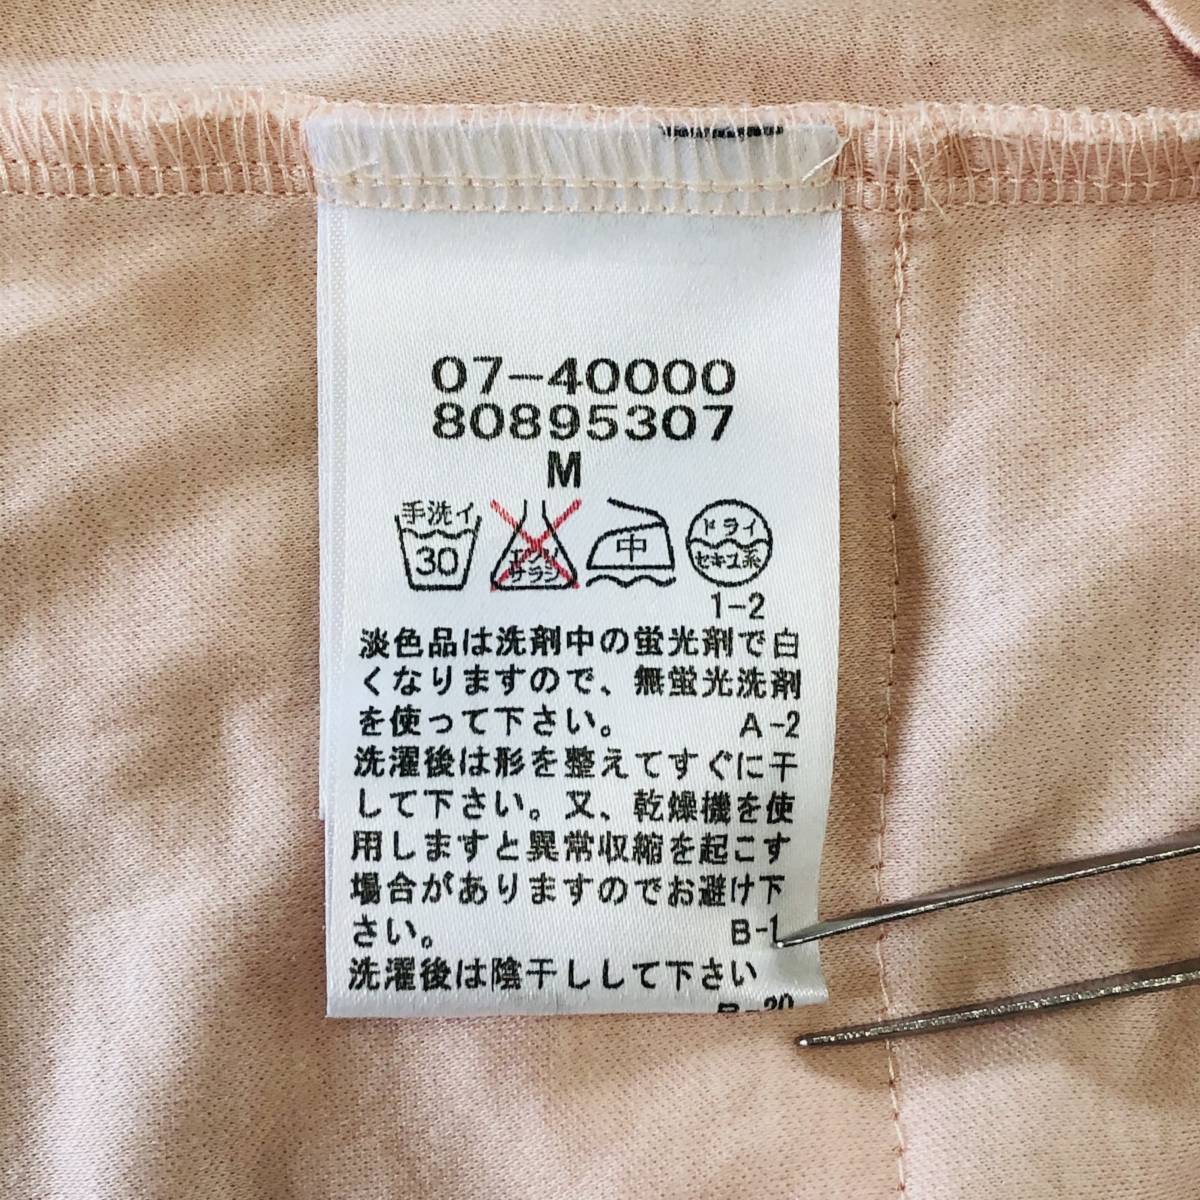 07-40000
80895307
M
手洗イ 30 エンソサラシ 中 ドライ セキユ系
1-2
淡色品は洗剤中の蛍光剤で白
くなりますので、無蛍光洗剤
を使って下さい。 A-2
洗濯後は形を整えてすぐに干
して下さい。又、乾燥機を使
用しますと異常収縮を起こす
場合がありますのでお避け下
さい。 B-1
洗濯後は陰干しして下さい
B-20